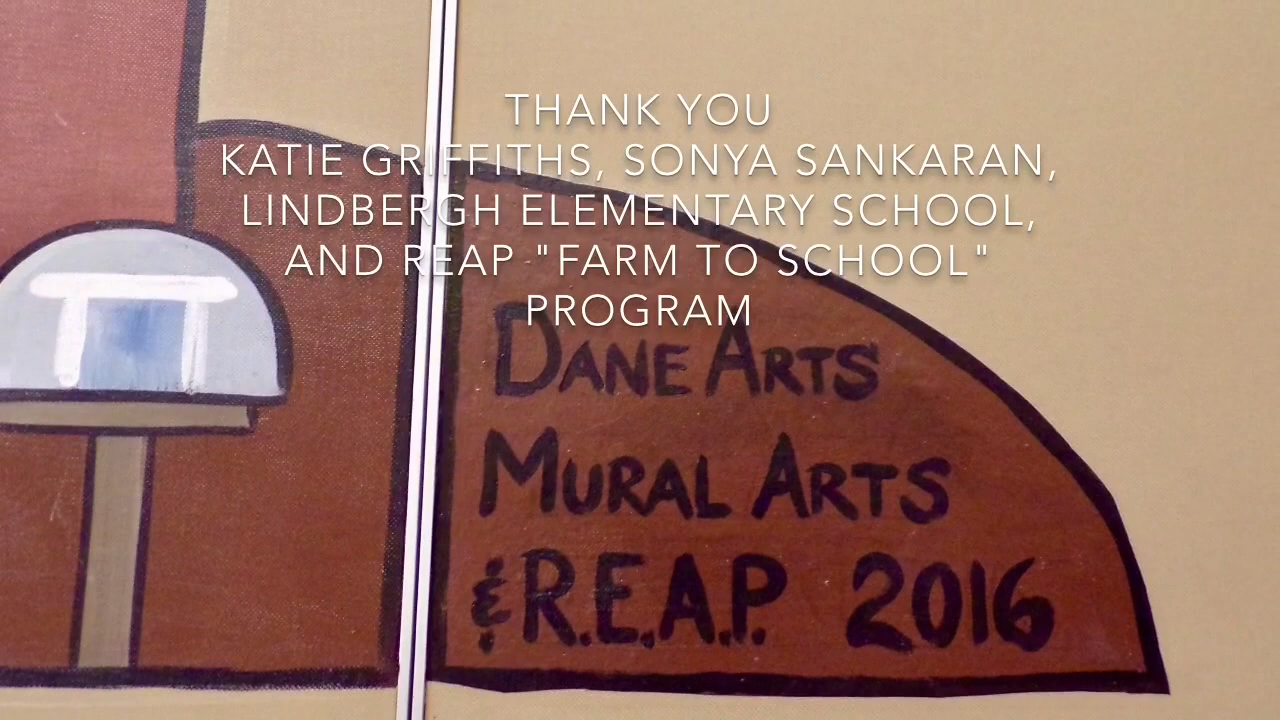 THANK YOU
KATIE GRIFFITHS, SONYA SANKARAN,
LINDBERGH ELEMENTARY SCHOOL,
AND REAP "FARM TO SCHOOL"
PROGRAM
DANE ARTS
MURAL ARTS
& R.E.A.P. 2016